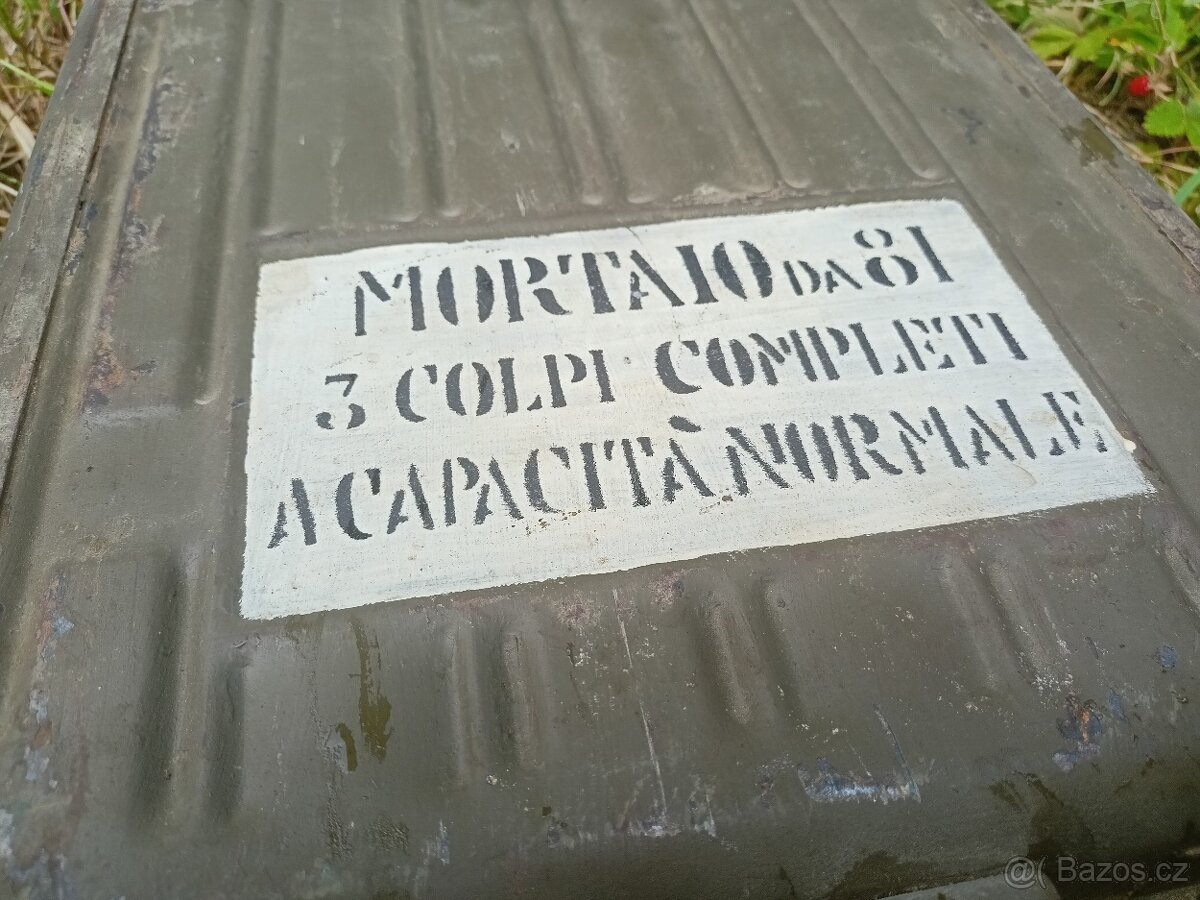 MORTAIO DA 81
3 COLPI COMPLETI
A CAPACITÀ NORMALE
@ Bazos.cz